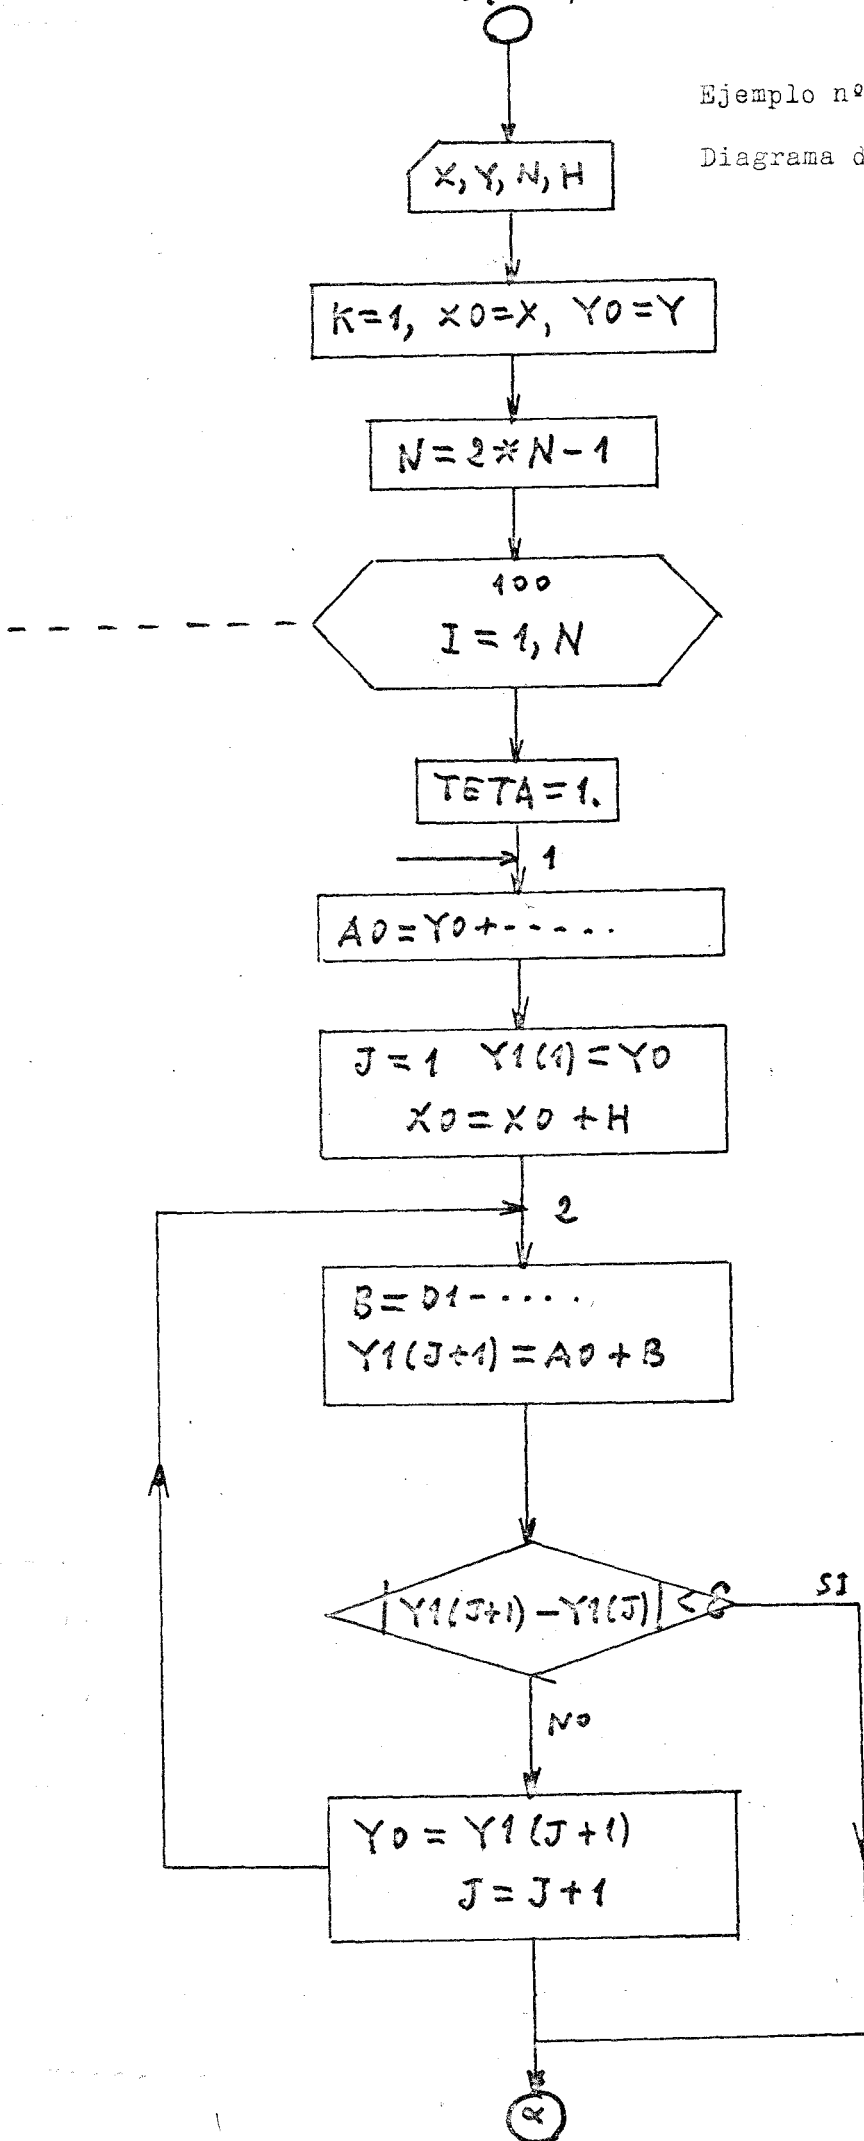 Ejemplo nº
Diagrama d
X, Y, N, H
K=1, X0=X, Y0=Y
N=2*N-1
100
I=1, N
TETA=1.
1
A0=Y0+-----.
J=1 Y1(1)=Y0
X0=X0+H
2
B=D1-.....
Y1(J+1)=A0+B
|Y1(J+1)-Y1(J)|<
SI
NO
Y0=Y1(J+1)
J=J+1